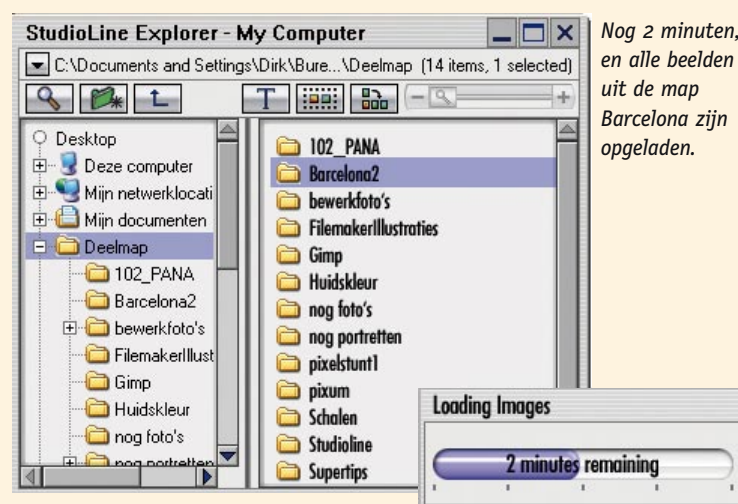 StudioLine Explorer - My Computer
C:\Documents and Settings\Dirk\Bure...\Deelmap (14 items, 1 selected)
T
Desktop
Deze computer
Mijn netwerklocati
Mijn documenten
Deelmap
102_PANA
Barcelona2
bewerkfoto's
FilemakerIllust
Gimp
Huidskleur
nog foto's
nog portretten
102_PANA
Barcelona2
bewerkfoto's
FilemakerIllustraties
Gimp
Huidskleur
nog foto's
nog portretten
pixelstunt1
pixum
Schalen
Studioline
Supertips
Loading Images
2 minutes remaining
Nog 2 minuten,
en alle beelden
uit de map
Barcelona zijn
opgeladen.